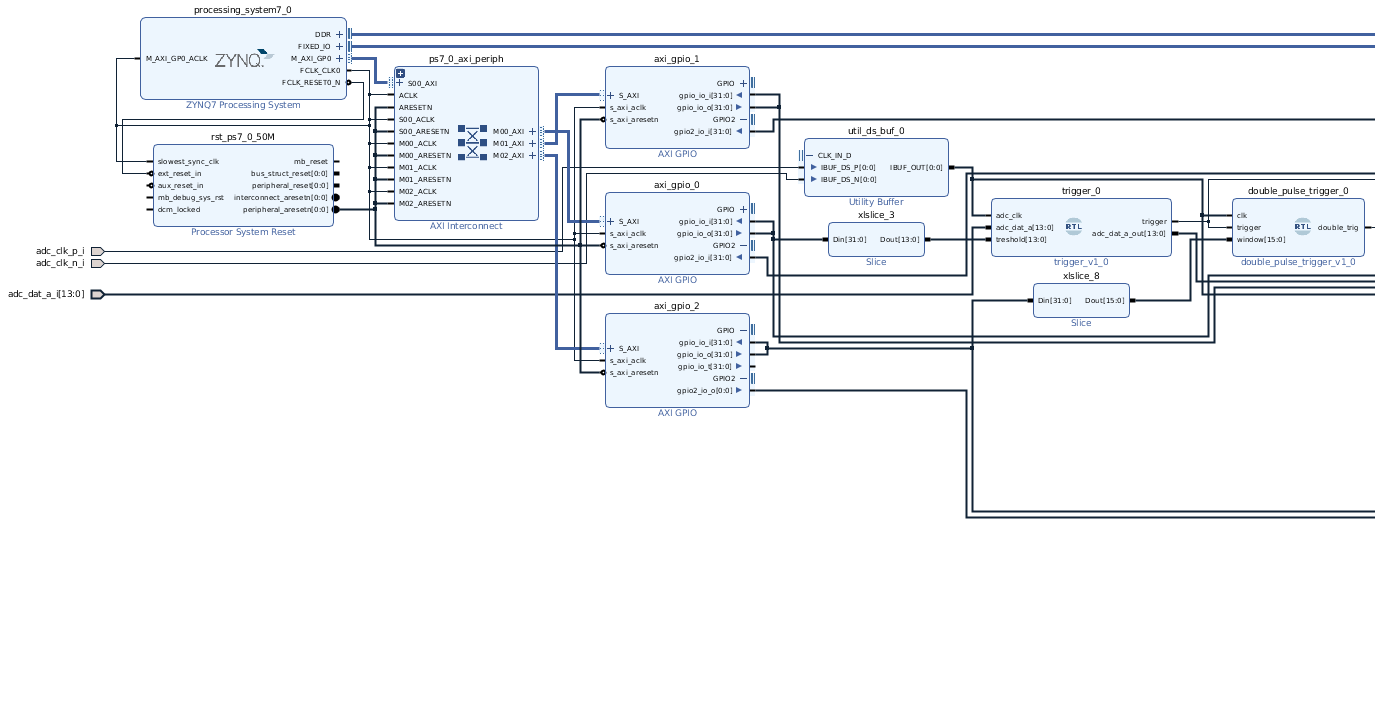 processing_system7_0
DDR
FIXED_IO
M_AXI_GP0_ACLK
ZYNQ
M_AXI_GP0
FCLK_CLK0
FCLK_RESET0_N
ZYNQ7 Processing System
rst_ps7_0_50M
slowest_sync_clk
mb_reset
ext_reset_in
bus_struct_reset[0:0]
aux_reset_in
peripheral_reset[0:0]
mb_debug_sys_rst
interconnect_aresetn[0:0]
dcm_locked
peripheral_aresetn[0:0]
Processor System Reset
adc_clk_p_i
adc_clk_n_i
adc_dat_a_i[13:0]
ps7_0_axi_periph
S00_AXI
ACLK
ARESETN
S00_ACLK
S00_ARESETN
M00_AXI
M00_ACLK
M01_AXI
M00_ARESETN
M02_AXI
M01_ACLK
M01_ARESETN
M02_ACLK
M02_ARESETN
AXI Interconnect
axi_gpio_1
GPIO
S_AXI
gpio_io_i[31:0]
s_axi_aclk
gpio_io_o[31:0]
s_axi_aresetn
GPIO2
gpio2_io_i[31:0]
AXI GPIO
axi_gpio_0
GPIO
S_AXI
gpio_io_i[31:0]
s_axi_aclk
gpio_io_o[31:0]
s_axi_aresetn
GPIO2
gpio2_io_i[31:0]
AXI GPIO
axi_gpio_2
GPIO
S_AXI
gpio_io_i[31:0]
gpio_io_o[31:0]
s_axi_aclk
gpio_io_t[31:0]
s_axi_aresetn
GPIO2
gpio2_io_o[0:0]
AXI GPIO
util_ds_buf_0
CLK_IN_D
IBUF_DS_P[0:0]
IBUF_OUT[0:0]
IBUF_DS_N[0:0]
Utility Buffer
xlslice_3
Din[31:0]
Dout[13:0]
Slice
trigger_0
adc_clk
trigger
adc_dat_a[13:0]
RTL
adc_dat_a_out[13:0]
treshold[13:0]
trigger_v1_0
xlslice_8
Din[31:0]
Dout[15:0]
Slice
double_pulse_trigger_0
clk
trigger
RTL
double_trig
window[15:0]
double_pulse_trigger_v1_0